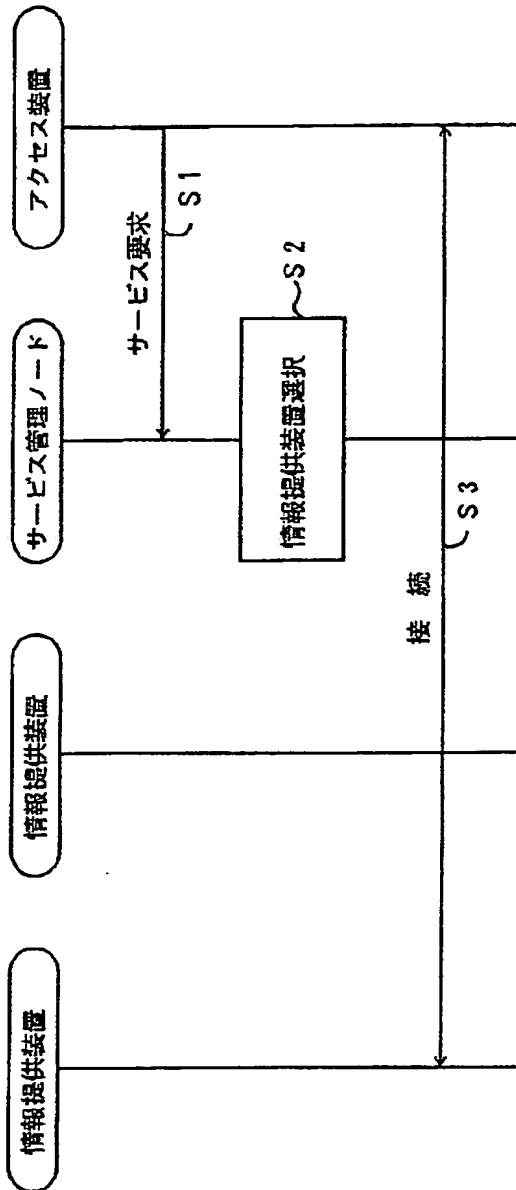 情報提供装置
情報提供装置
サービス管理ノード
アクセス装置
サービス要求
S1
情報提供装置選択
S2
接 続
S3